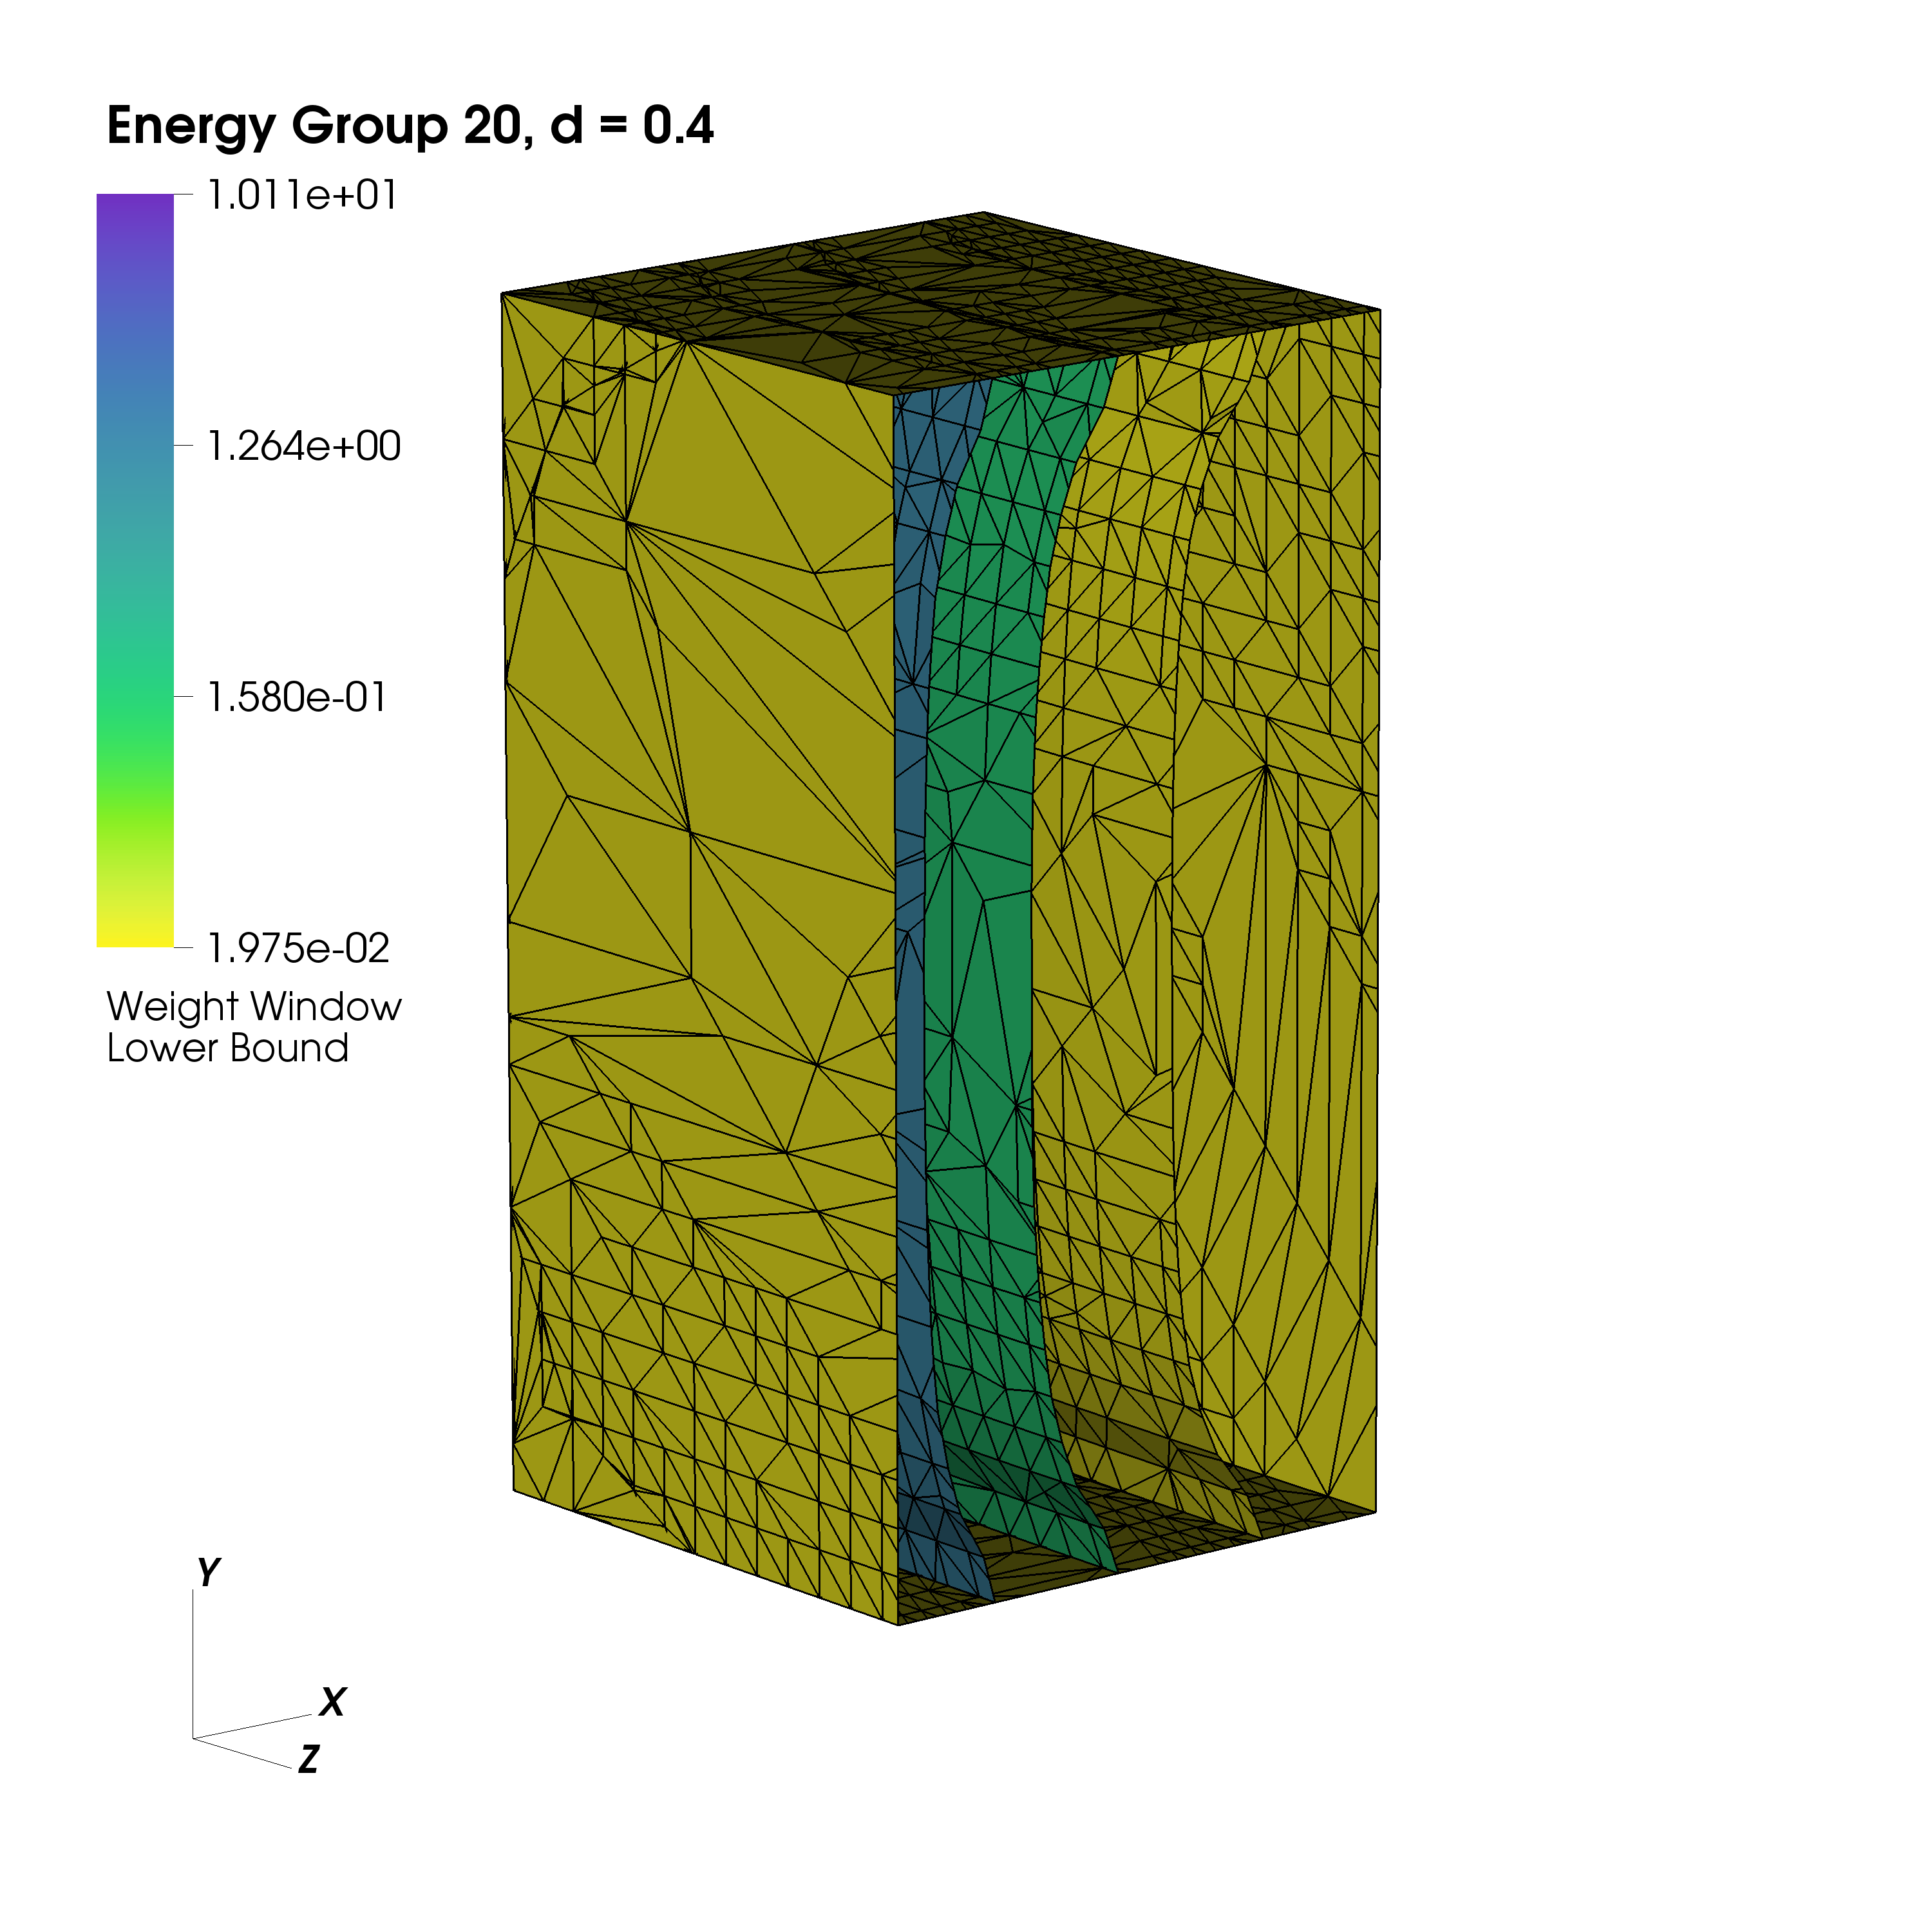 Energy Group 20, d = 0.4
1.011e+01
1.264e+00
1.580e-01
1.975e-02
Weight Window
Lower Bound
Y
X
Z